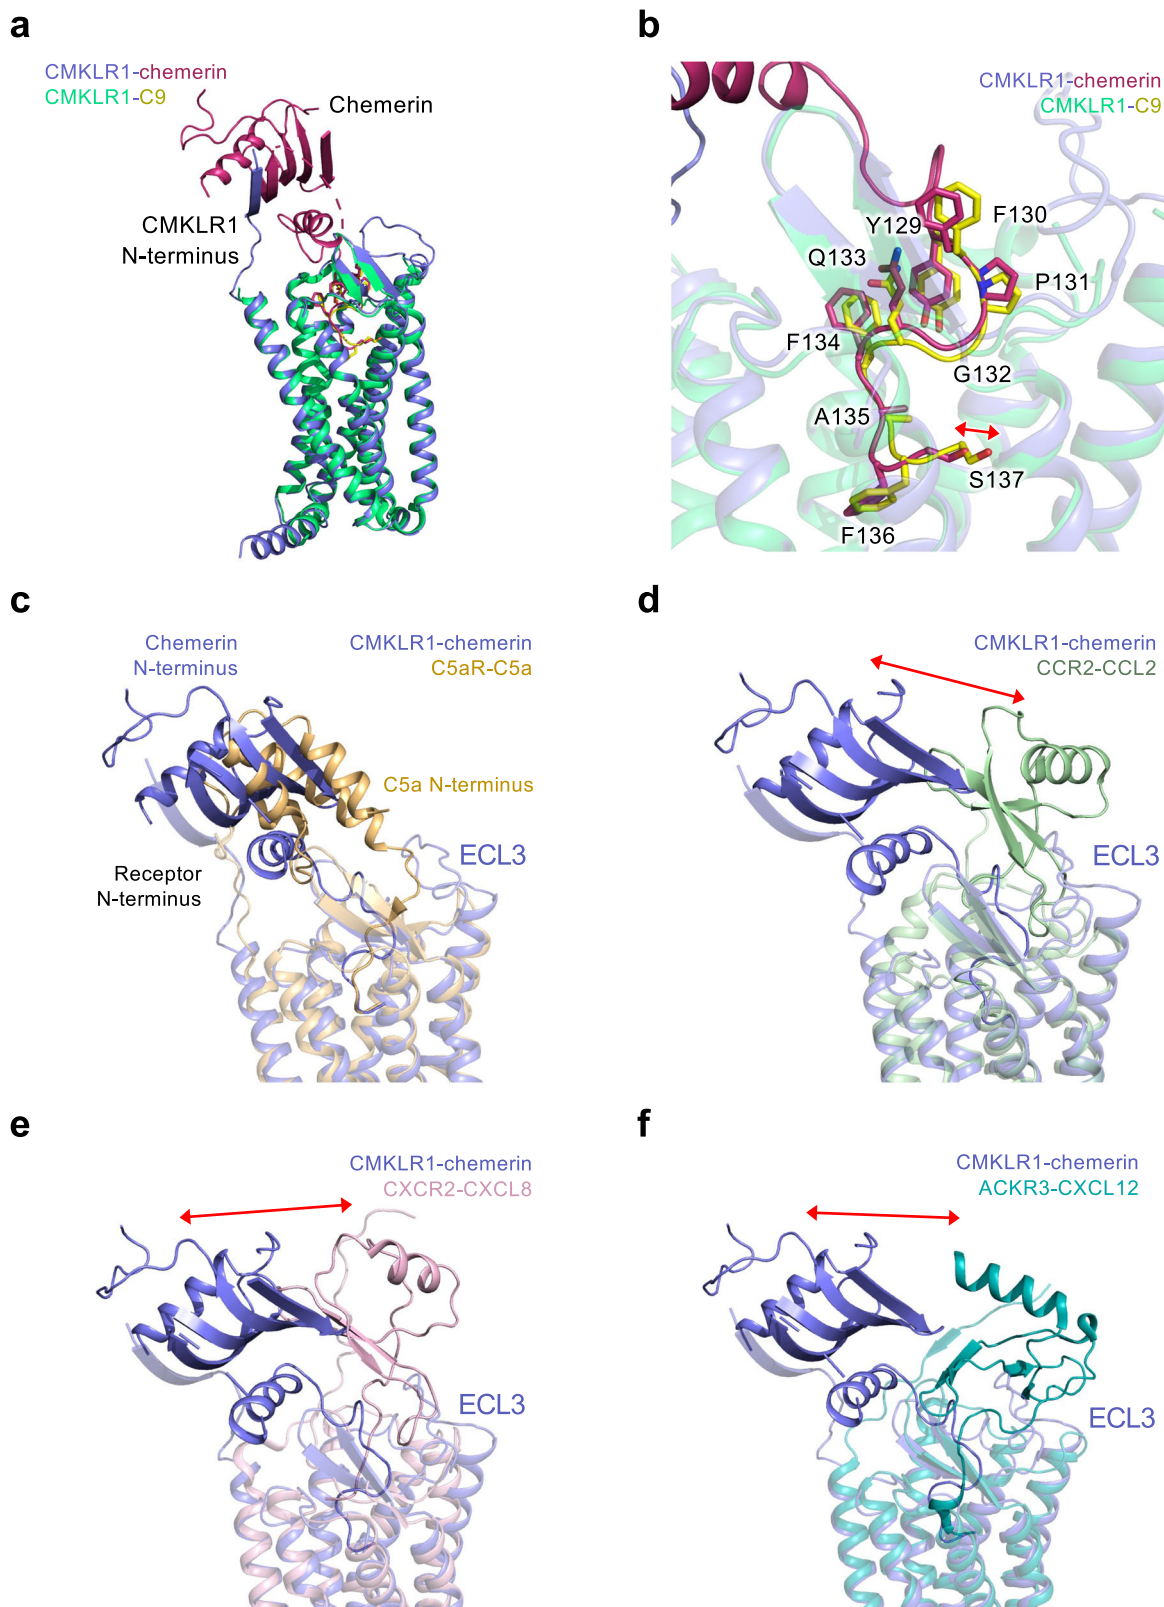 a
CMKLR1-chemerin
CMKLR1-C9
Chemerin
CMKLR1
N-terminus
b
CMKLR1-chemerin
CMKLR1-C9
Y129
F130
Q133
P131
F134
G132
A135
S137
F136
c
Chemerin
N-terminus
CMKLR1-chemerin
C5aR-C5a
C5a N-terminus
ECL3
Receptor
N-terminus
d
CMKLR1-chemerin
CCR2-CCL2
ECL3
e
CMKLR1-chemerin
CXCR2-CXCL8
ECL3
f
CMKLR1-chemerin
ACKR3-CXCL12
ECL3